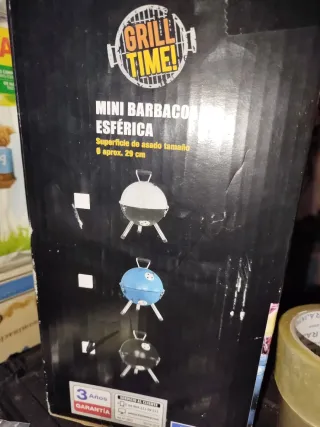 GRILL
TIME!
MINI BARBACO
ESFÉRICA
Superficie de asado tamaño
aprox. 29 cm
3 Años
GARANTÍA